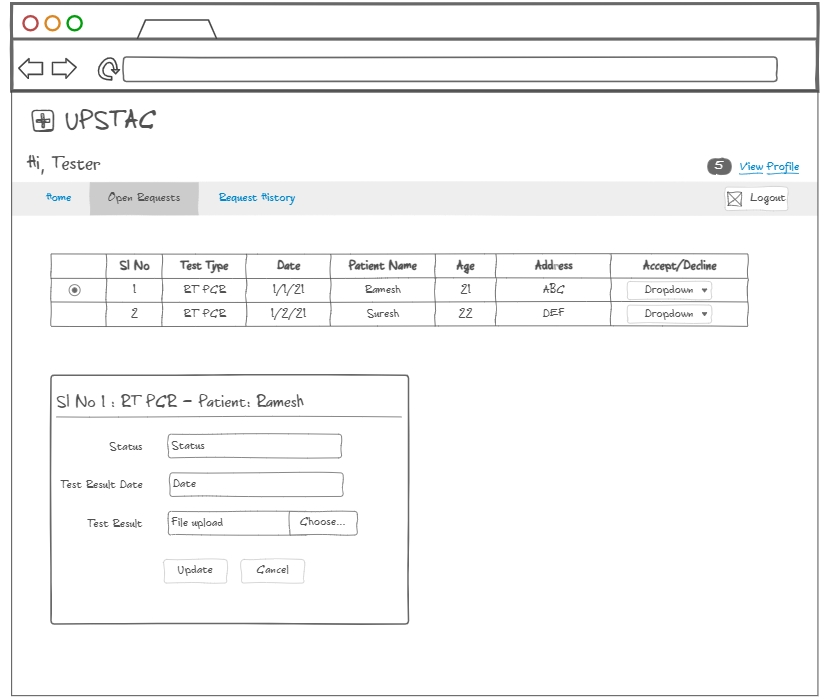 UPSTAC
Hi, Tester
5 View Profile
Home Open Requests Request History Logout
Sl No Test Type Date Patient Name Age Address Accept/Decline
1 RT PCR 1/1/21 Ramesh 21 ABC Dropdown
2 RT PCR 1/2/21 Suresh 22 DEF Dropdown
Sl No 1 : RT PCR - Patient: Ramesh
Status Status
Test Result Date Date
Test Result File upload Choose...
Update Cancel